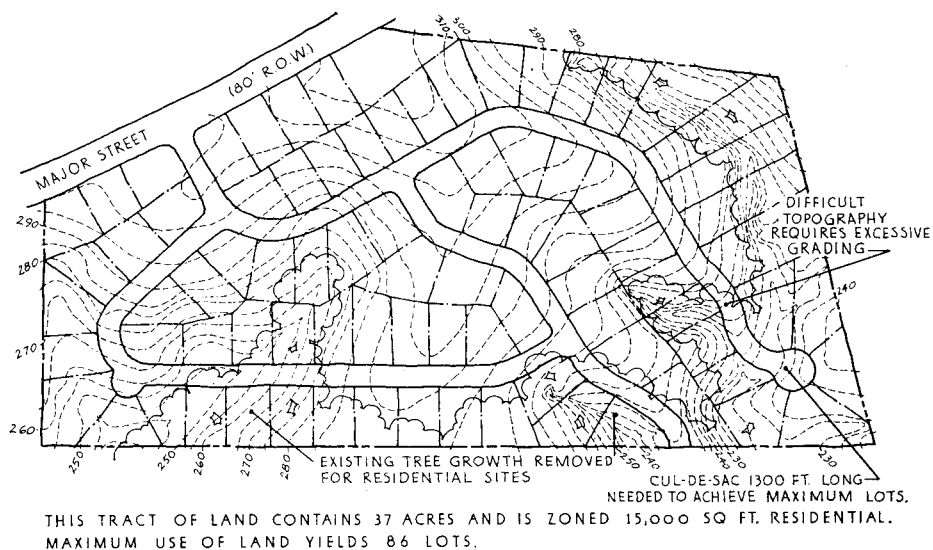 310
300
290
280
(80' R.O.W)
MAJOR STREET
DIFFICULT
TOPOGRAPHY
REQUIRES EXCESSIVE
GRADING
290
280
270
260
250
250
260
270
280
EXISTING TREE GROWTH REMOVED
FOR RESIDENTIAL SITES
250
240
240
230
230
CUL-DE-SAC 1300 FT. LONG
NEEDED TO ACHIEVE MAXIMUM LOTS.
THIS TRACT OF LAND CONTAINS 37 ACRES AND IS ZONED 15,000 SQ FT. RESIDENTIAL.
MAXIMUM USE OF LAND YIELDS 86 LOTS.